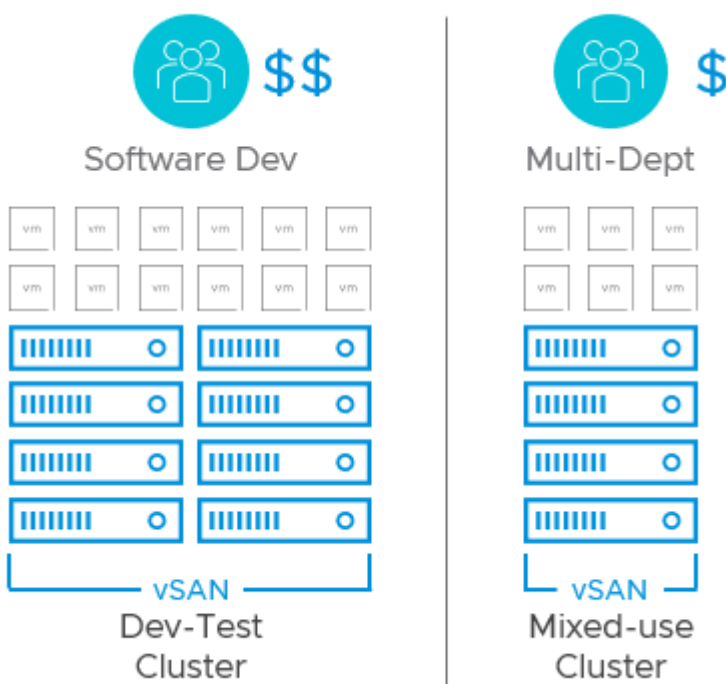 $$
$
Software Dev
Multi-Dept
vm vm vm vm vm vm
vm vm vm
vm vm vm vm vm vm
vm vm vm
vSAN
vSAN
Dev-Test
Cluster
Mixed-use
Cluster